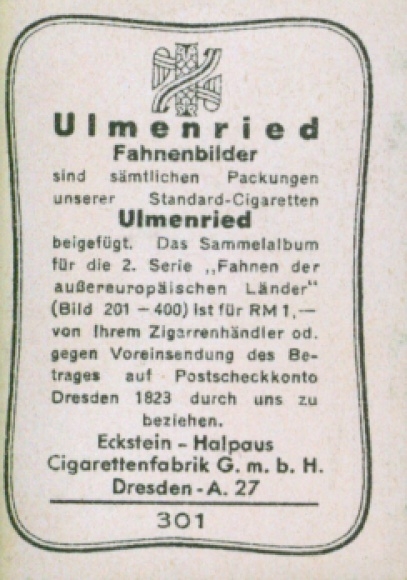 Ulmenried
Fahnenbilder
sind sämtlichen Packungen
unserer Standard-Cigaretten
Ulmenried
beigefügt. Das Sammelalbum
für die 2. Serie „Fahnen der
außereuropäischen Länder“
(Bild 201 – 400) ist für RM 1,—
von Ihrem Zigarrenhändler od.
gegen Voreinsendung des Be-
trages auf Postscheckkonto
Dresden 1823 durch uns zu
beziehen.
Eckstein - Halpaus
Cigarettenfabrik G. m. b. H.
Dresden - A. 27
301